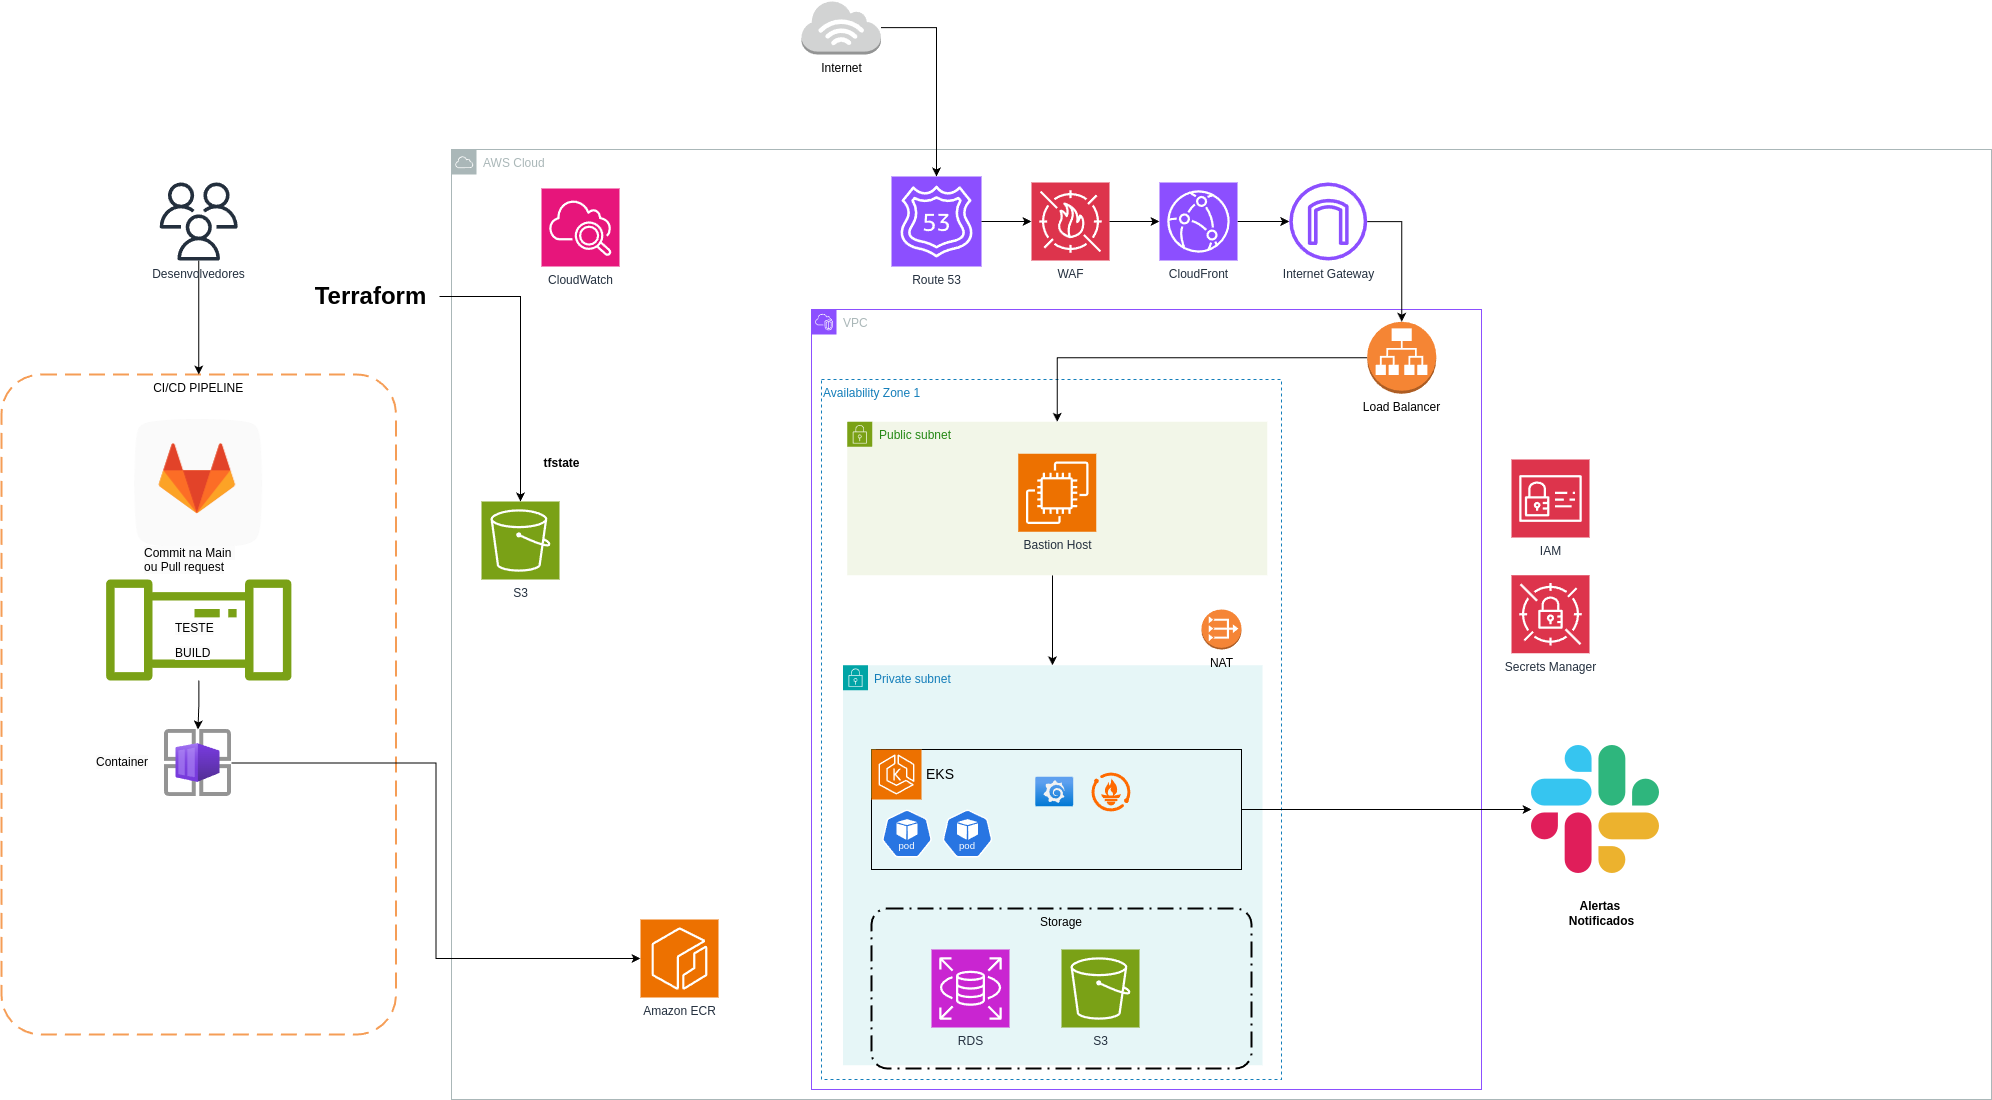 Internet
AWS Cloud
CloudWatch
53
Route 53
WAF
CloudFront
Internet Gateway
Desenvolvedores
Terraform
VPC
Load Balancer
CI/CD PIPELINE
Availability Zone 1
Public subnet
Bastion Host
tfstate
S3
IAM
Commit na Main
ou Pull request
TESTE
BUILD
NAT
Secrets Manager
Private subnet
Container
K
EKS
pod
pod
Alertas
Notificados
Storage
Amazon ECR
RDS
S3